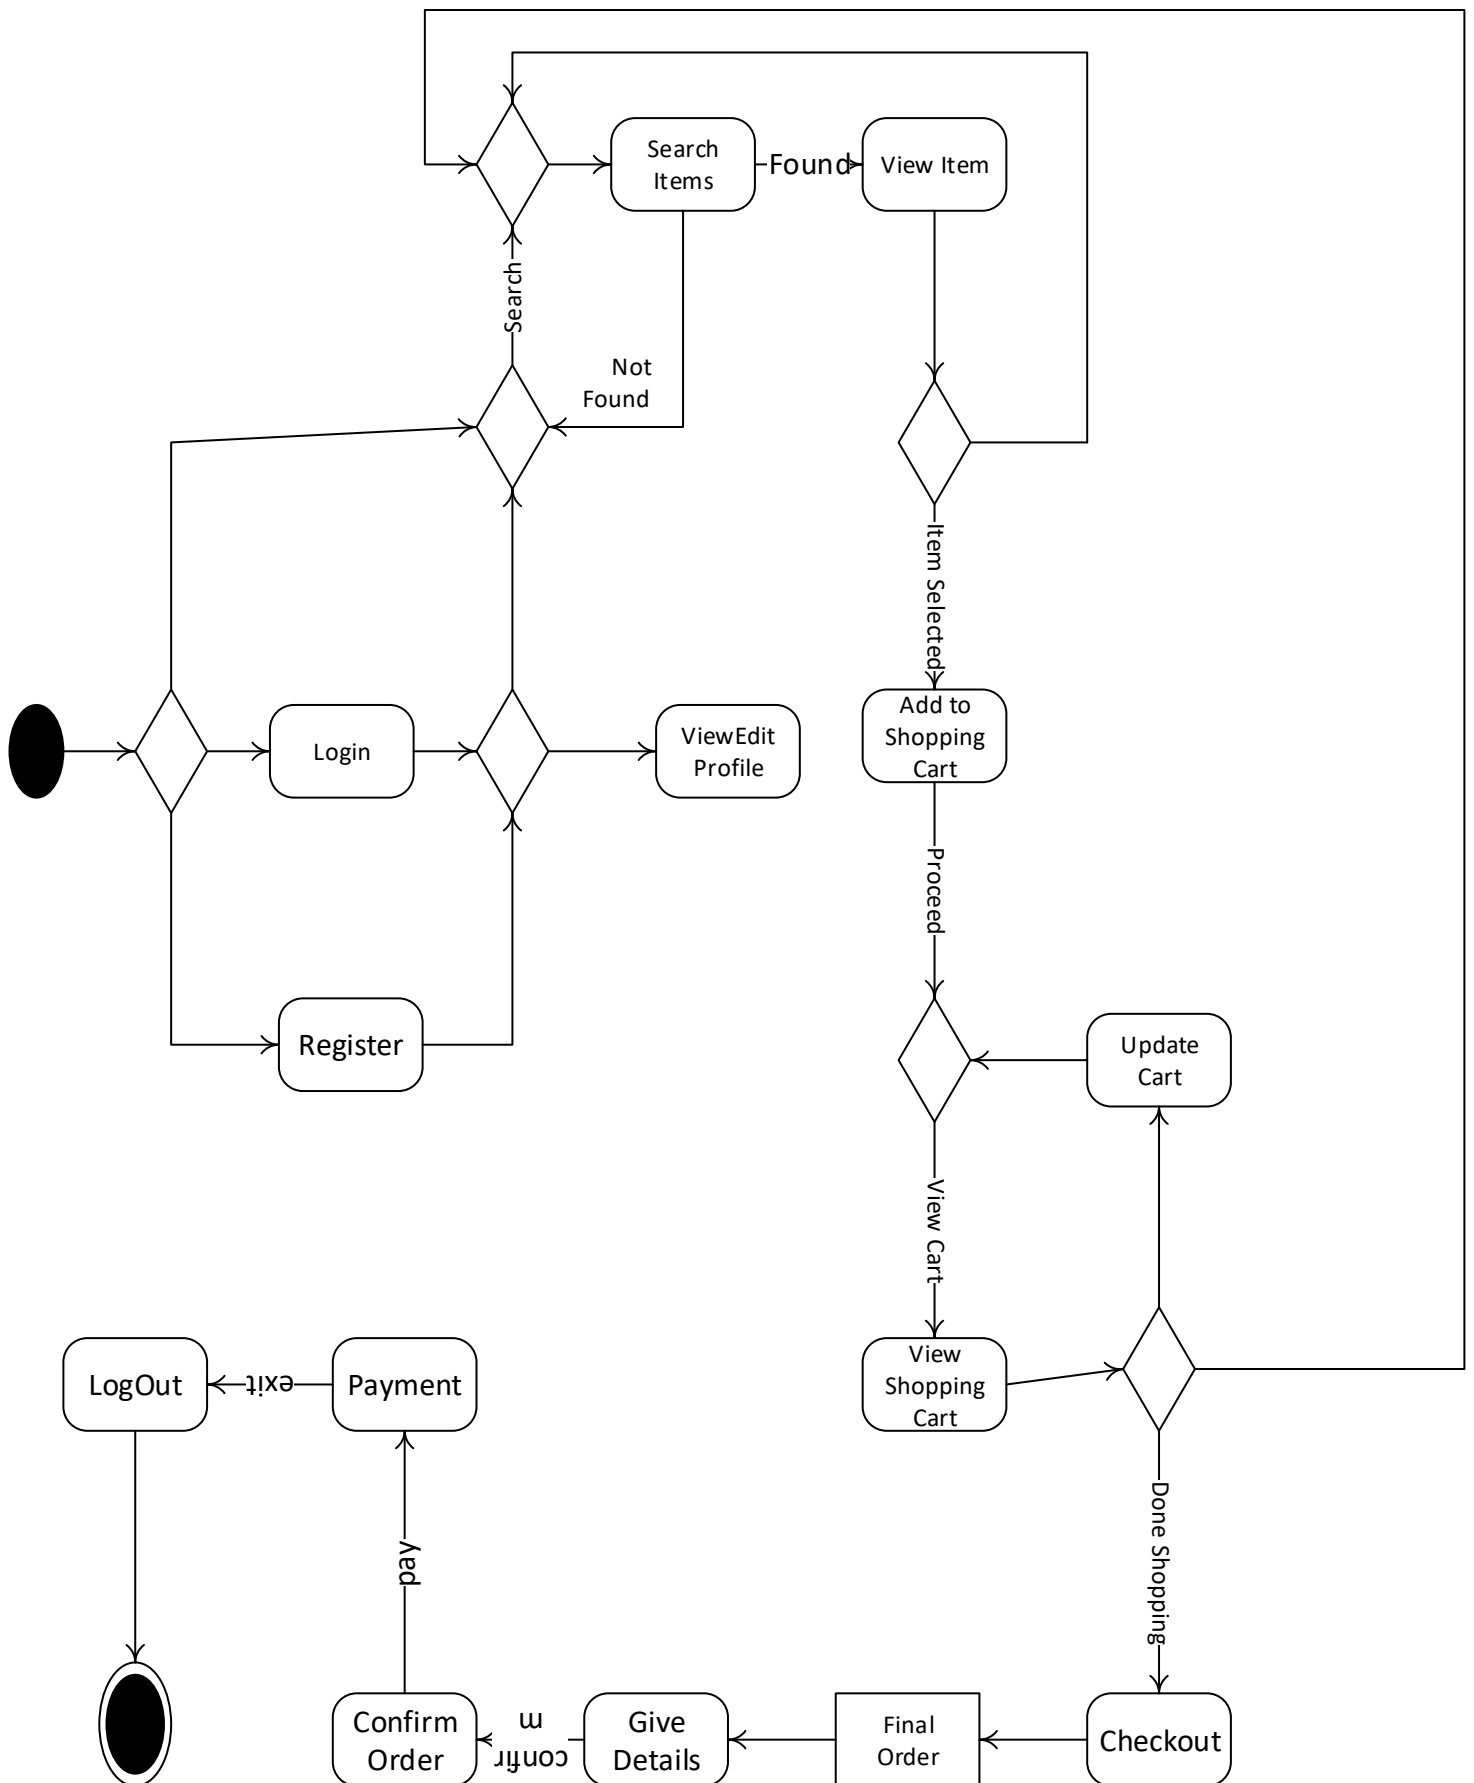 Search
Items
Found
View Item
Search
Not
Found
Item Selected
Login
ViewEdit
Profile
Add to
Shopping
Cart
Proceed
Register
Update
Cart
View Cart
LogOut
exit
Payment
View
Shopping
Cart
pay
Done Shopping
Confirm
Order
confir
m
Give
Details
Final
Order
Checkout